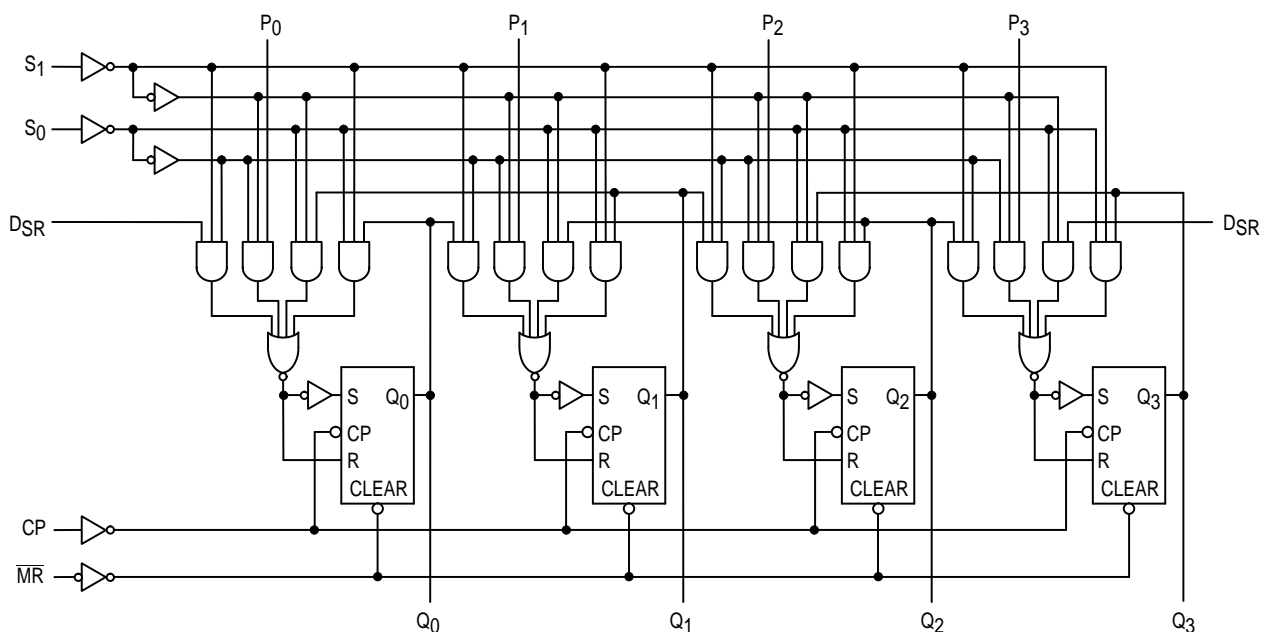 P0 P1 P2 P3
S1
S0
DSR DSR
S Q0 S Q1 S Q2 S Q3
CP CP CP CP
R R R R
CLEAR CLEAR CLEAR CLEAR
CP
MR
Q0 Q1 Q2 Q3